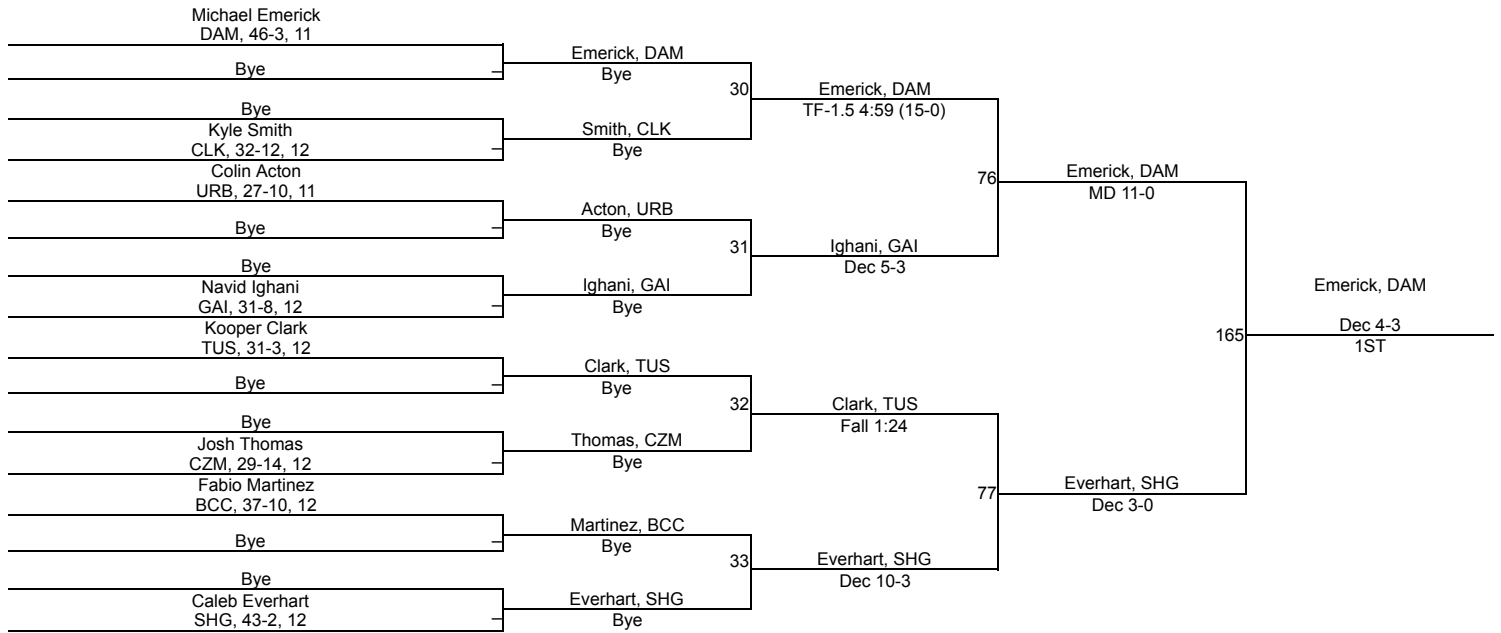 Michael Emerick
DAM, 46-3, 11
Bye
Bye
Kyle Smith
CLK, 32-12, 12
Colin Acton
URB, 27-10, 11
Bye
Bye
Navid Ighani
GAI, 31-8, 12
Kooper Clark
TUS, 31-3, 12
Bye
Bye
Josh Thomas
CZM, 29-14, 12
Fabio Martinez
BCC, 37-10, 12
Bye
Bye
Caleb Everhart
SHG, 43-2, 12
Emerick, DAM
Bye
30
Smith, CLK
Bye
Acton, URB
Bye
31
Ighani, GAI
Bye
Clark, TUS
Bye
32
Thomas, CZM
Bye
Martinez, BCC
Bye
33
Everhart, SHG
Bye
Emerick, DAM
TF-1.5 4:59 (15-0)
76
Ighani, GAI
Dec 5-3
Clark, TUS
Fall 1:24
77
Everhart, SHG
Dec 10-3
Emerick, DAM
MD 11-0
165
Everhart, SHG
Dec 3-0
Emerick, DAM
Dec 4-3
1ST